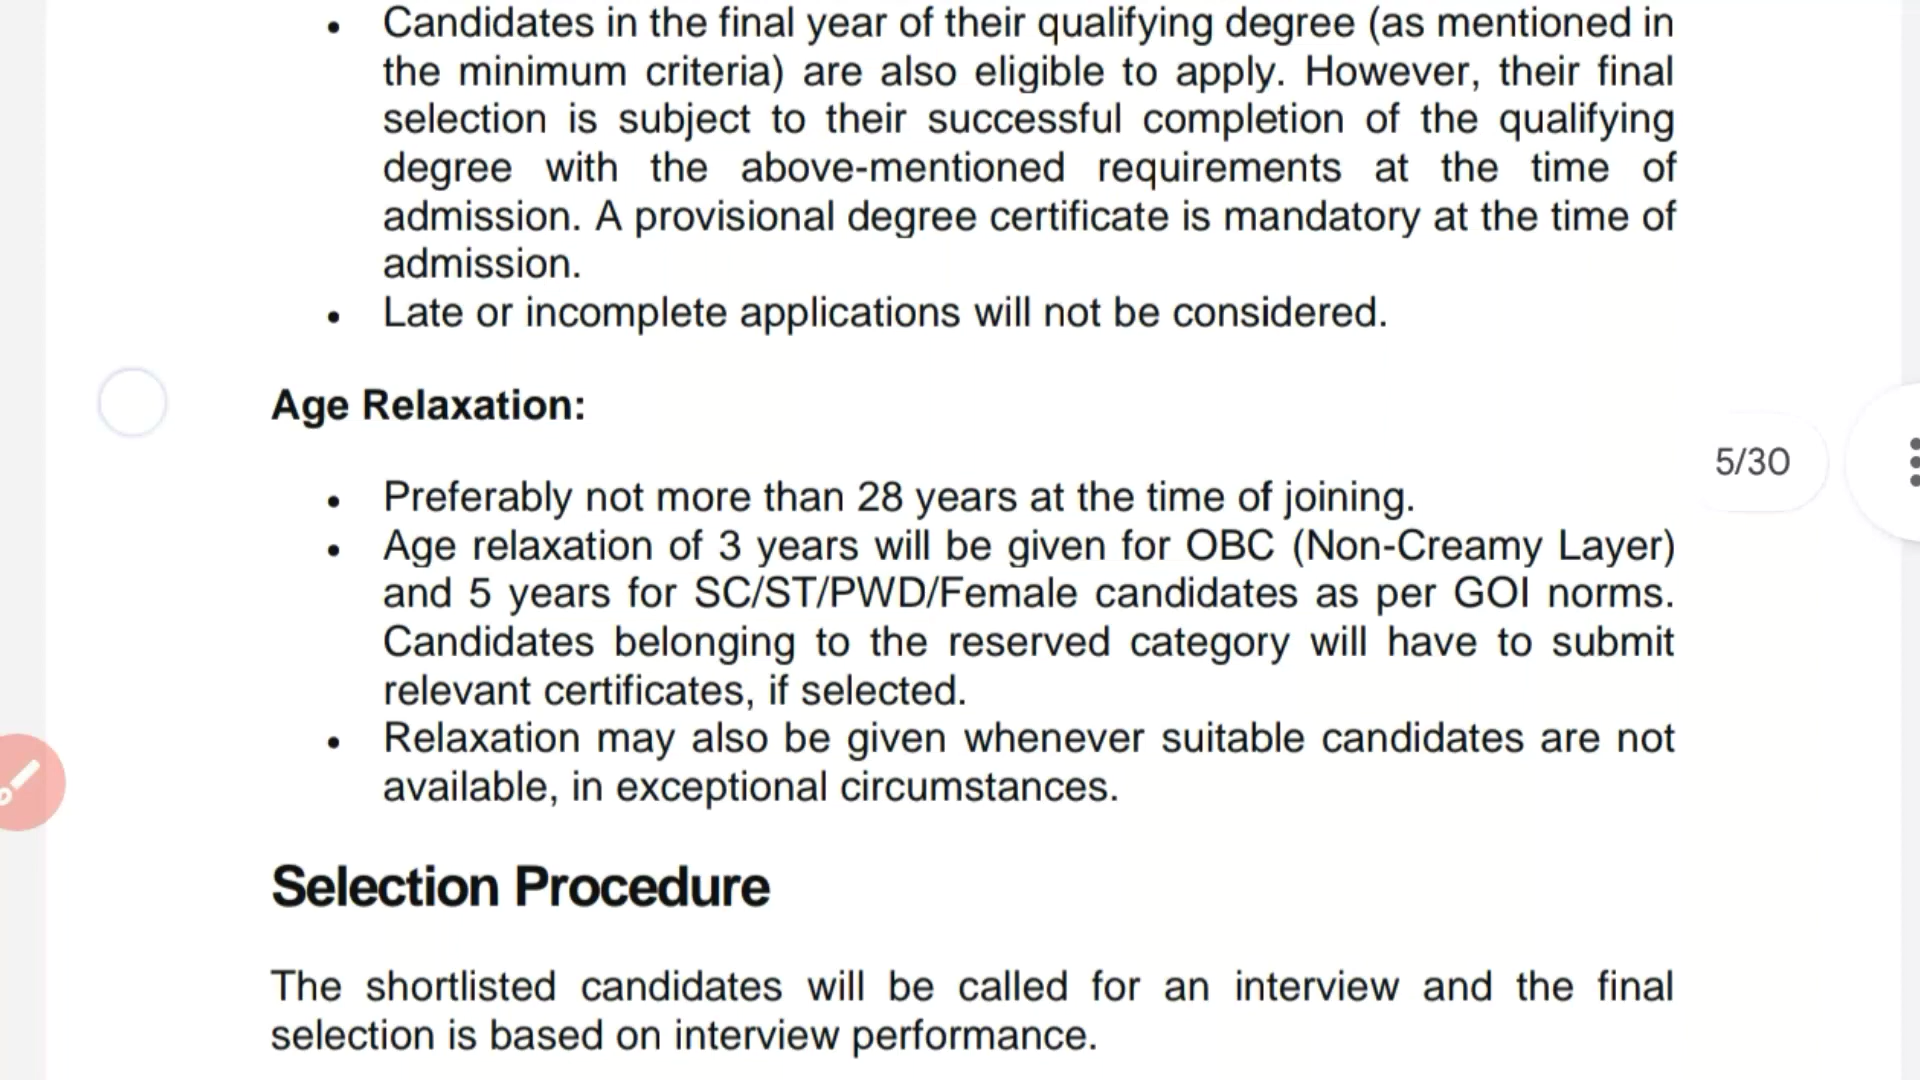 • Candidates in the final year of their qualifying degree (as mentioned in
the minimum criteria) are also eligible to apply. However, their final
selection is subject to their successful completion of the qualifying
degree with the above-mentioned requirements at the time of
admission. A provisional degree certificate is mandatory at the time of
admission.
• Late or incomplete applications will not be considered.
Age Relaxation:
5/30
• Preferably not more than 28 years at the time of joining.
• Age relaxation of 3 years will be given for OBC (Non-Creamy Layer)
and 5 years for SC/ST/PWD/Female candidates as per GOI norms.
Candidates belonging to the reserved category will have to submit
relevant certificates, if selected.
• Relaxation may also be given whenever suitable candidates are not
available, in exceptional circumstances.
Selection Procedure
The shortlisted candidates will be called for an interview and the final
selection is based on interview performance.